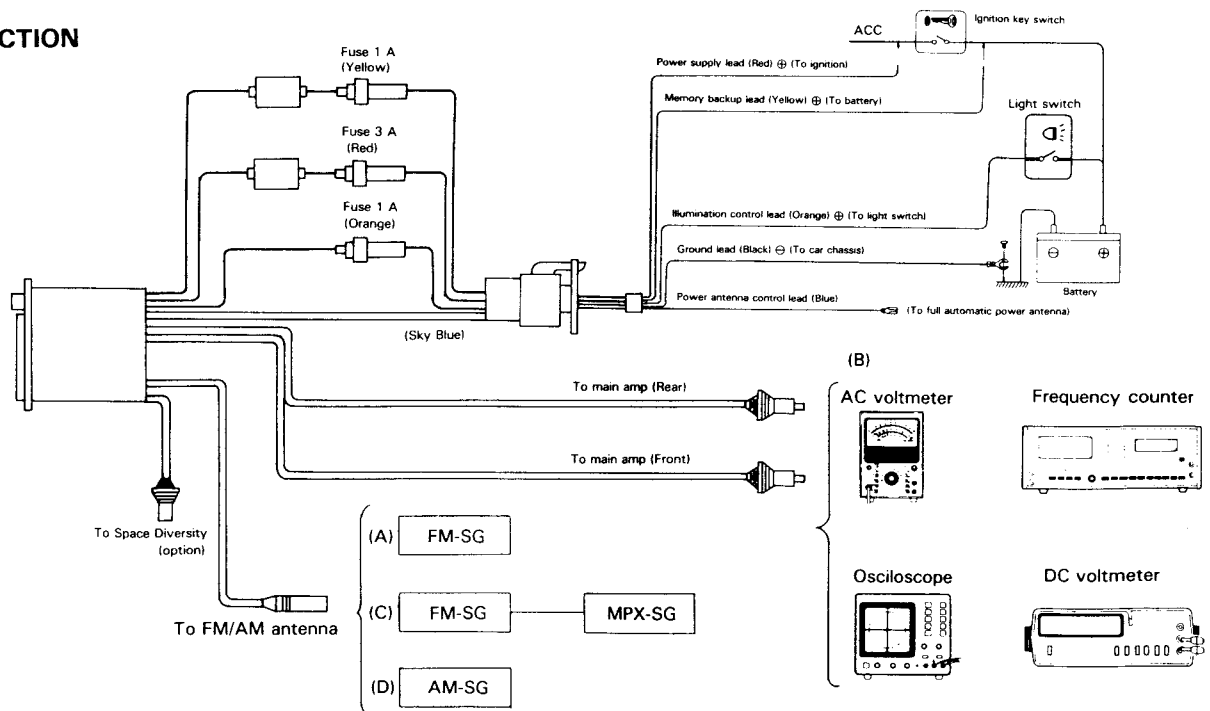 CTION
Fuse 1 A
(Yellow)
Fuse 3 A
(Red)
Fuse 1 A
(Orange)
(Sky Blue)
ACC
Ignition key switch
Power supply lead (Red) ⊕ (To ignition)
Memory backup lead (Yellow) ⊕ (To battery)
Light switch
Illumination control lead (Orange) ⊕ (To light switch)
Ground lead (Black) ⊖ (To car chassis)
Power antenna control lead (Blue)
(To full automatic power antenna)
⊖ ⊕
Battery
To main amp (Rear)
To main amp (Front)
To Space Diversity
(option)
To FM/AM antenna
(A) FM-SG
(C) FM-SG MPX-SG
(D) AM-SG
(B)
AC voltmeter
Frequency counter
Osciloscope
DC voltmeter